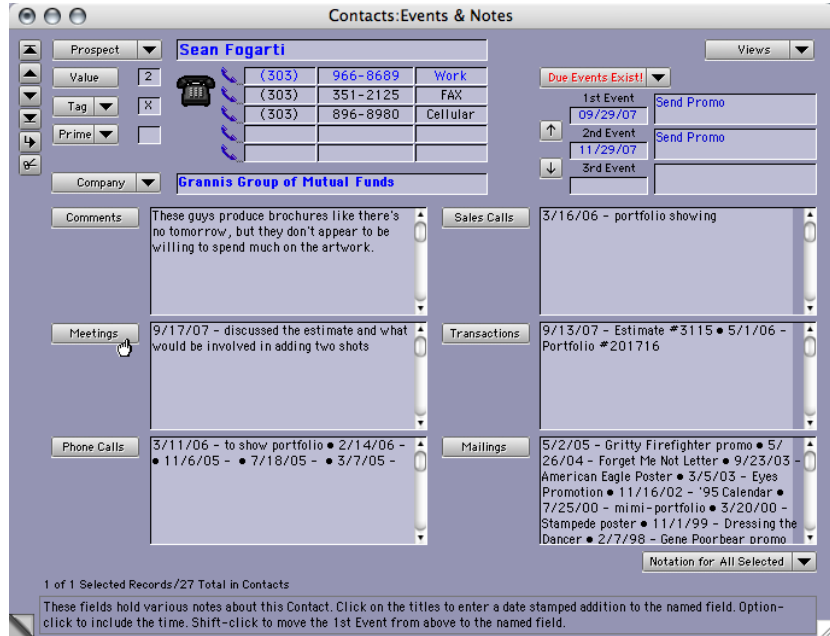 Contacts:Events & Notes
Prospect
Sean Fogarti
Views
Value 2
(303) 966-8689 Work
Due Events Exist!
Tag X
(303) 351-2125 FAX
1st Event
09/29/07
Send Promo
(303) 896-8980 Cellular
Prime
2nd Event
11/29/07
Send Promo
3rd Event
Company
Grannis Group of Mutual Funds
Comments
These guys produce brochures like there's
no tomorrow, but they don't appear to be
willing to spend much on the artwork.
Sales Calls
3/16/06 - portfolio showing
Meetings
9/17/07 - discussed the estimate and what
would be involved in adding two shots
Transactions
9/13/07 - Estimate #3115 ● 5/1/06 -
Portfolio #201716
Phone Calls
3/11/06 - to show portfolio ● 2/14/06 -
● 11/6/05 - ● 7/18/05 - ● 3/7/05 -
Mailings
5/2/05 - Gritty Firefighter promo ● 5/
26/04 - Forget Me Not Letter ● 9/23/03 -
American Eagle Poster ● 3/5/03 - Eyes
Promotion ● 11/16/02 - '95 Calendar ●
7/25/00 - mimi-portfolio ● 3/20/00 -
Stampede poster ● 11/1/99 - Dressing the
Dancer ● 2/7/98 - Gene Poorbear promo
Notation for All Selected
1 of 1 Selected Records/27 Total in Contacts
These fields hold various notes about this Contact. Click on the titles to enter a date stamped addition to the named field. Option-
click to include the time. Shift-click to move the 1st Event from above to the named field.